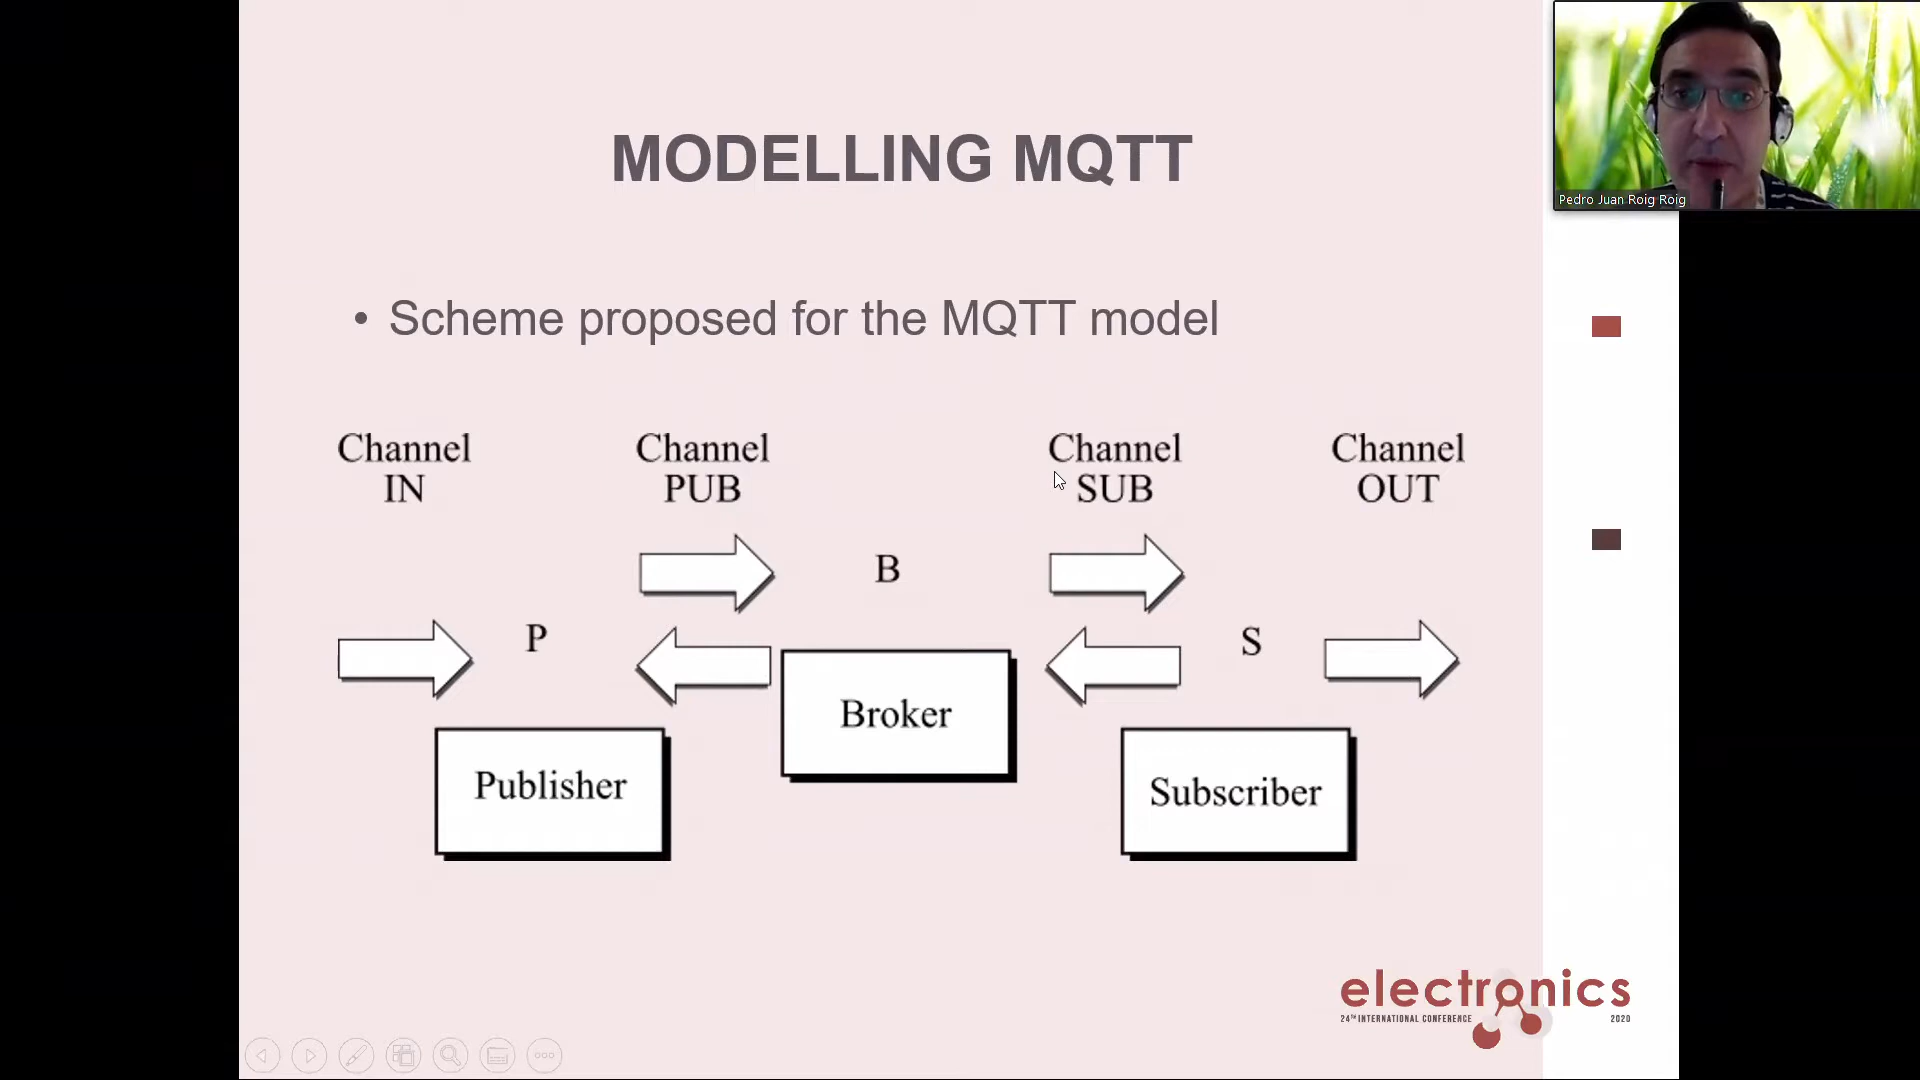 MODELLING MQTT
Pedro Juan Roig Roig
• Scheme proposed for the MQTT model
Channel IN
Channel PUB
Channel SUB
Channel OUT
B
P
S
Broker
Publisher
Subscriber
electronics
24TH INTERNATIONAL CONFERENCE 2020